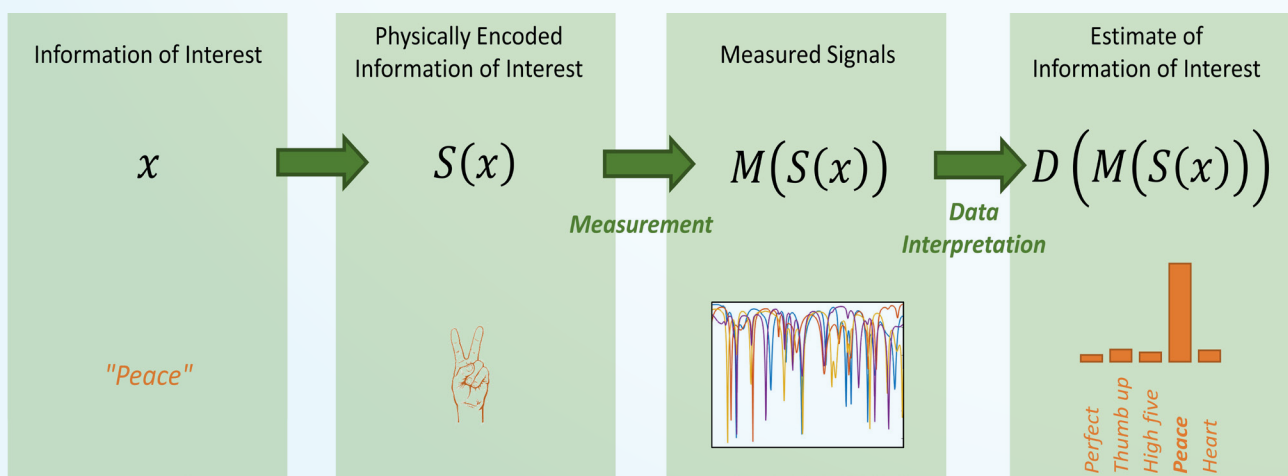 Information of Interest
Physically Encoded
Information of Interest
Measured Signals
Estimate of
Information of Interest
x
S(x)
M(S(x))
D(M(S(x)))
Measurement
Data
Interpretation
"Peace"
Perfect
Thumb up
High five
Peace
Heart